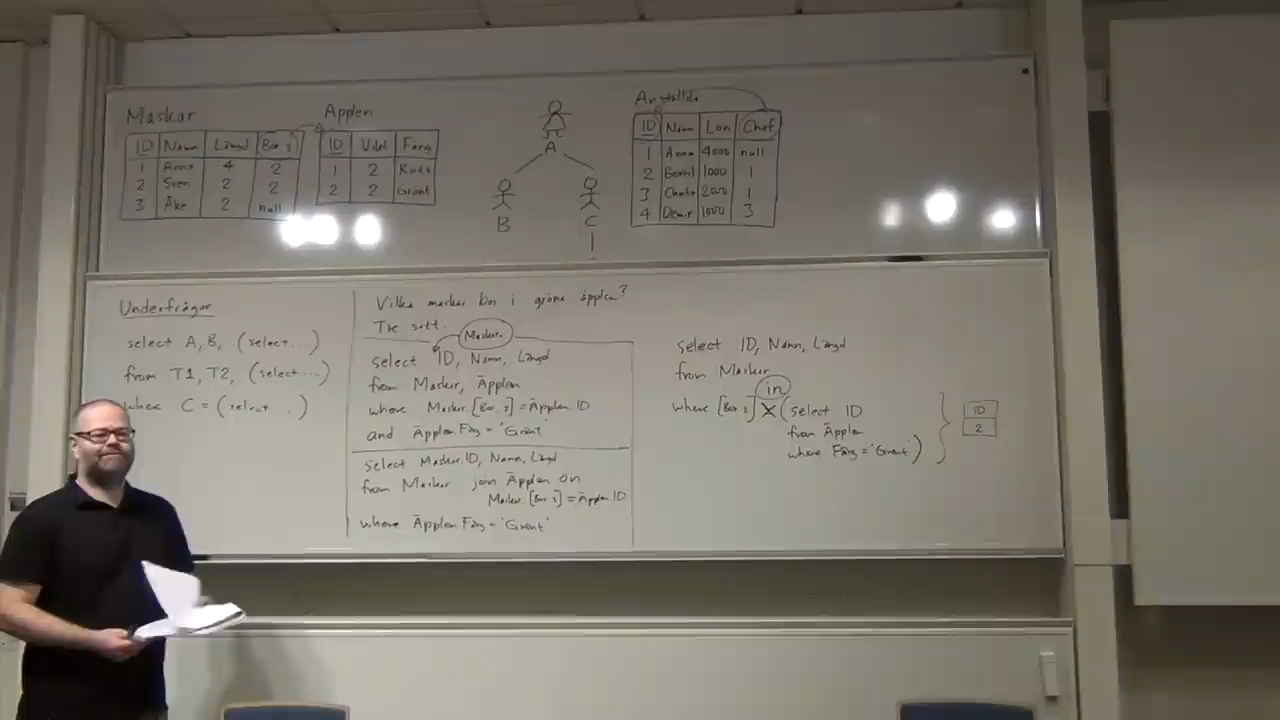 Maskar
ID Namn Längd Bor i
1 Anna 4 2
2 Sven 2 2
3 Åke 2 null
Äpplen
ID Vikt Färg
1 2 Rött
2 2 Grönt
A
B
C
Anställda
ID Namn Lön Chef
1 Anna 4000 null
2 Bertil 1000 1
3 2000 1
4 Demir 1000 3
Underfrågor
select A, B, (select...)
from T1, T2, (select...)
where C = (select..)
Vilka maskar bor i gröna äpplen?
Tre sätt.
Maskar.
select ID, Namn, Längd
from Maskar, Äpplen
where Maskar.[Bor i] = Äpplen.ID
and Äpplen.Färg = 'Grönt'
select Maskar.ID, Namn, Längd
from Maskar join Äpplen on
Maskar.[Bor i] = Äpplen.ID
where Äpplen.Färg = 'Grönt'
select ID, Namn, Längd
from Maskar
in
where [Bor i] (select ID
from Äpplen
where Färg = 'Grönt')
ID
2